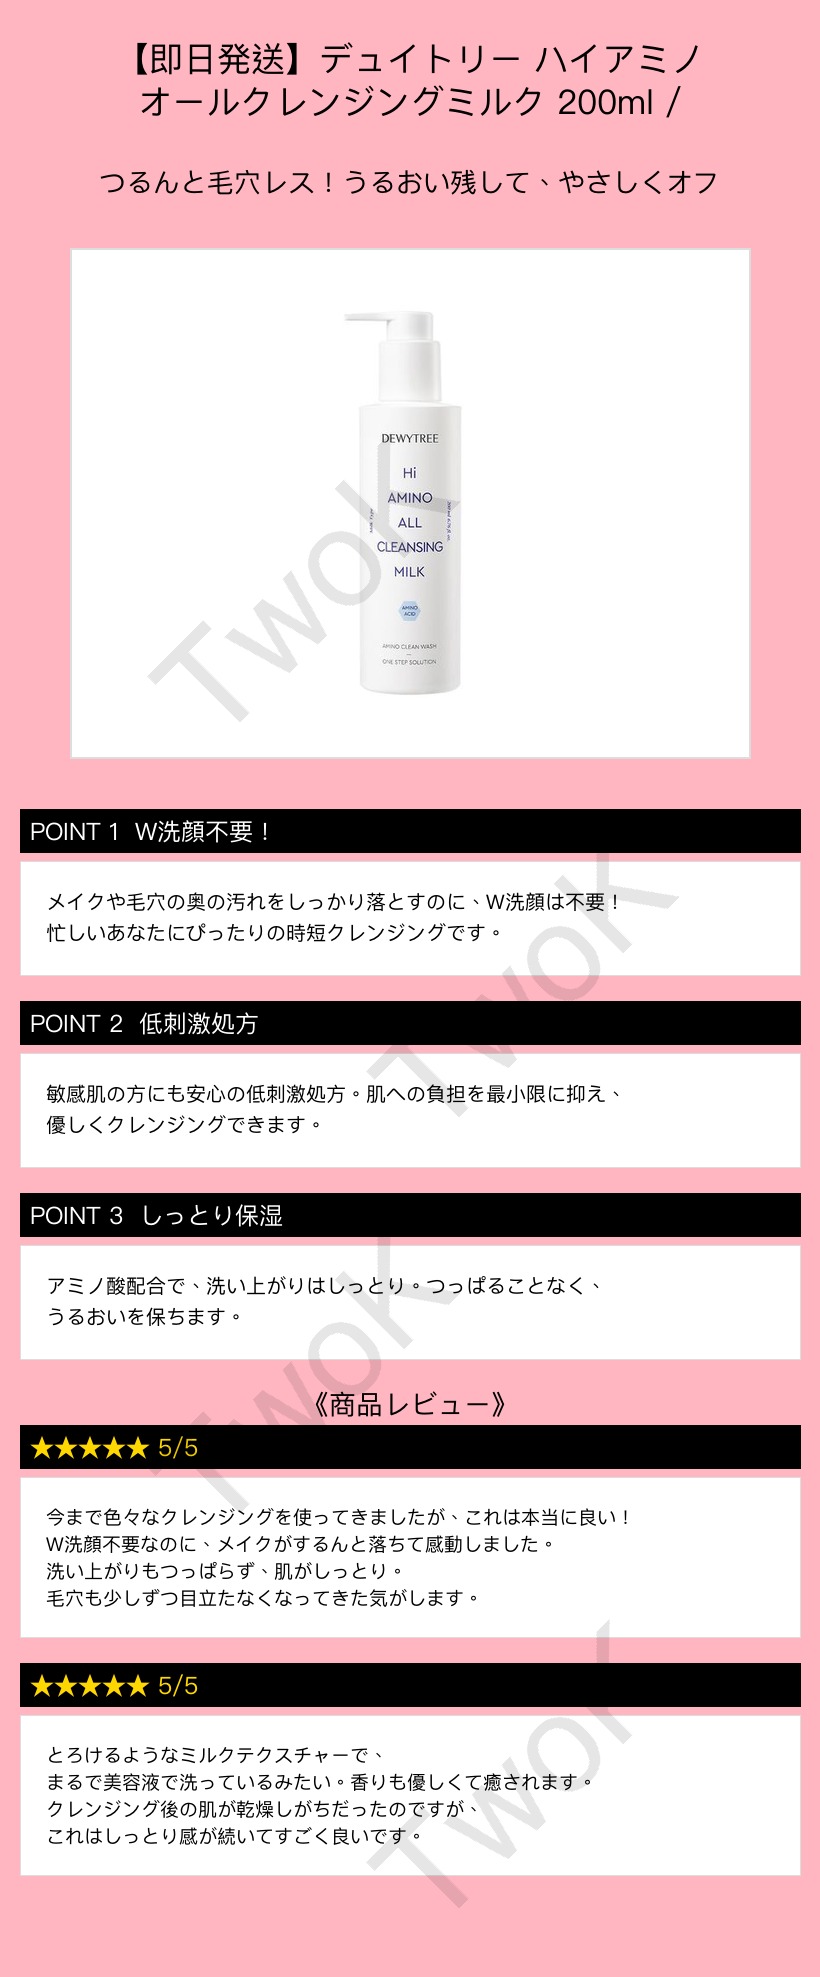 【即日発送】デュイトリー ハイアミノ
オールクレンジングミルク 200ml /
つるんと毛穴レス！うるおい残して、やさしくオフ
DEWYTREE
Hi
AMINO
ALL
CLEANSING
MILK
AMINO
ACID
AMINO CLEAN WASH
ONE STEP SOLUTION
TwoK
POINT 1 W洗顔不要！
メイクや毛穴の奥の汚れをしっかり落とすのに、W洗顔は不要！
忙しいあなたにぴったりの時短クレンジングです。
TwoK
POINT 2 低刺激処方
敏感肌の方にも安心の低刺激処方。肌への負担を最小限に抑え、
優しくクレンジングできます。
POINT 3 しっとり保湿
アミノ酸配合で、洗い上がりはしっとり。つっぱることなく、
うるおいを保ちます。
TwoK
《商品レビュー》
★★★★★ 5/5
今まで色々なクレンジングを使ってきましたが、これは本当に良い！
W洗顔不要なのに、メイクがするんと落ちて感動しました。
洗い上がりもつっぱらず、肌がしっとり。
毛穴も少しずつ目立たなくなってきた気がします。
★★★★★ 5/5
とろけるようなミルクテクスチャーで、
まるで美容液で洗っているみたい。香りも優しくて癒されます。
クレンジング後の肌が乾燥しがちだったのですが、
これはしっとり感が続いてすごく良いです。
TwoK